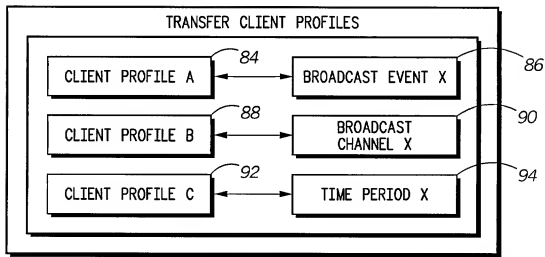 TRANSFER CLIENT PROFILES
84
CLIENT PROFILE A
BROADCAST EVENT X
86
88
CLIENT PROFILE B
BROADCAST
CHANNEL X
90
92
CLIENT PROFILE C
TIME PERIOD X
94